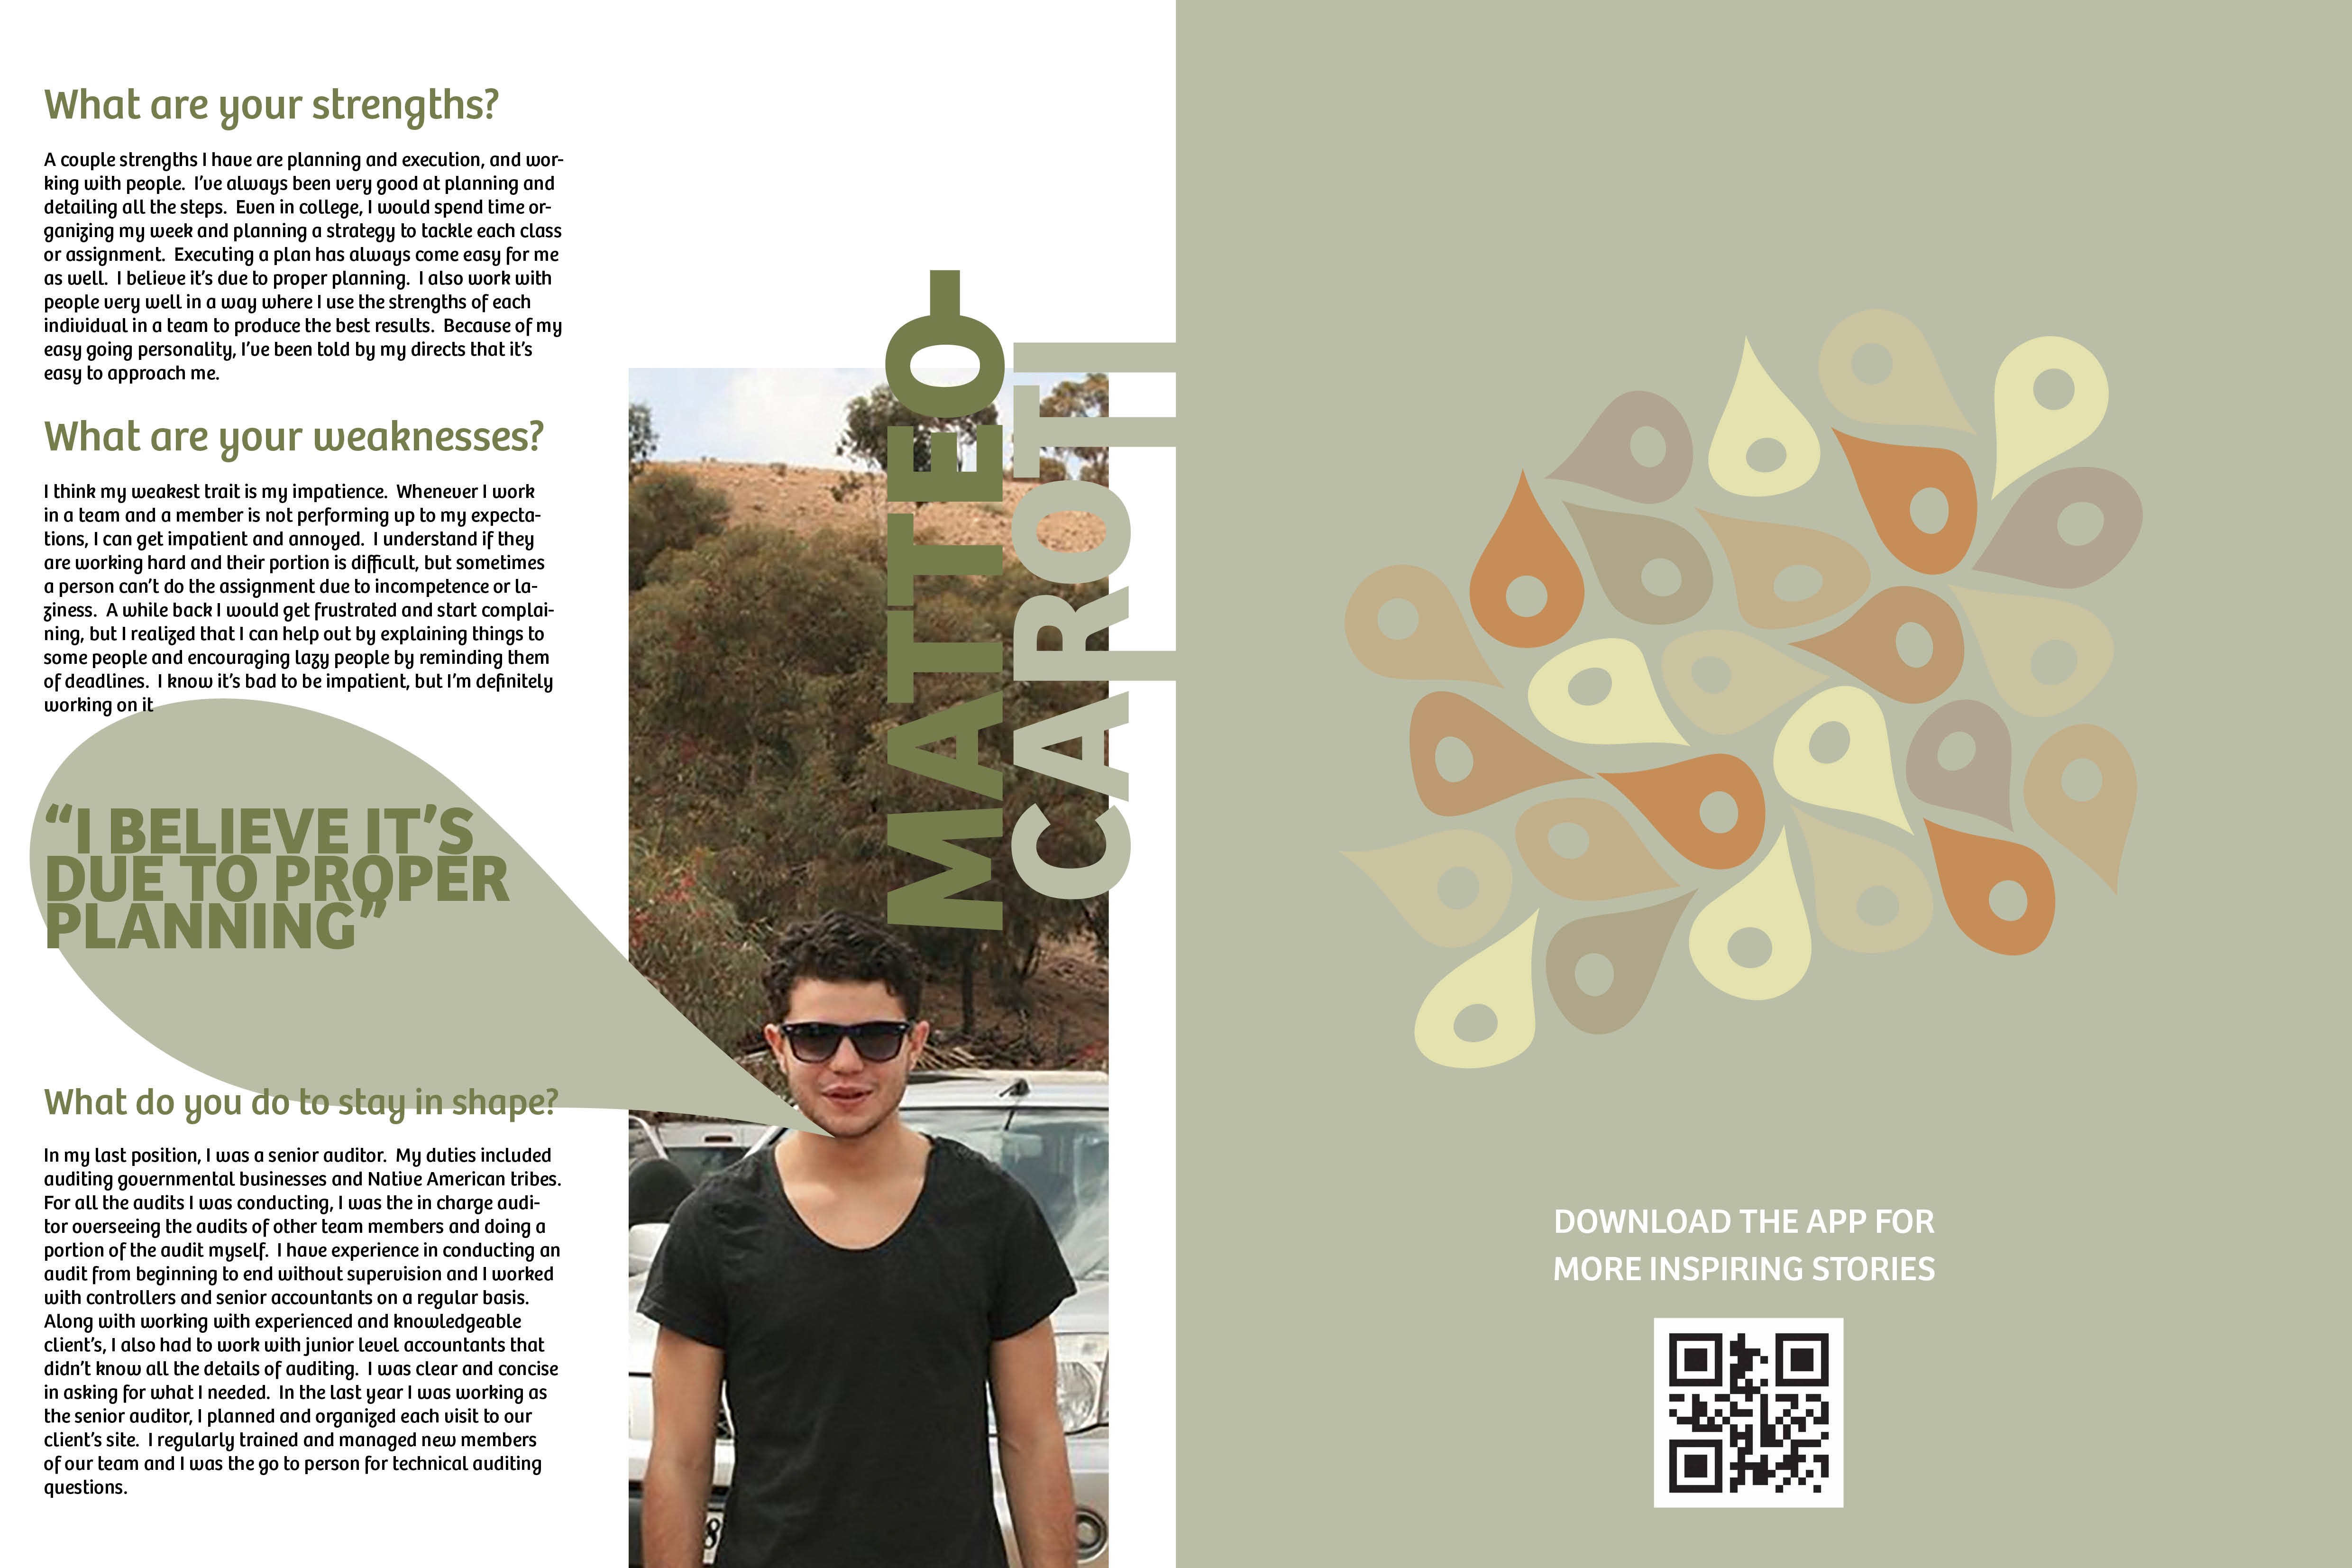 What are your strengths?
A couple strengths I have are planning and execution, and wor-
king with people.  I've always been very good at planning and
detailing all the steps.  Even in college, I would spend time or-
ganizing my week and planning a strategy to tackle each class
or assignment.  Executing a plan has always come easy for me
as well.  I believe it's due to proper planning.  I also work with
people very well in a way where I use the strengths of each
individual in a team to produce the best results.  Because of my
easy going personality, I've been told by my directs that it's
easy to approach me.
What are your weaknesses?
I think my weakest trait is my impatience.  Whenever I work
in a team and a member is not performing up to my expecta-
tions, I can get impatient and annoyed.  I understand if they
are working hard and their portion is difficult, but sometimes
a person can't do the assignment due to incompetence or la-
ziness.  A while back I would get frustrated and start complai-
ning, but I realized that I can help out by explaining things to
some people and encouraging lazy people by reminding them
of deadlines.  I know it's bad to be impatient, but I'm definitely
working on it
“I BELIEVE IT'S
DUE TO PROPER
PLANNING”
What do you do to stay in shape?
In my last position, I was a senior auditor.  My duties included
auditing governmental businesses and Native American tribes.
For all the audits I was conducting, I was the in charge audi-
tor overseeing the audits of other team members and doing a
portion of the audit myself.  I have experience in conducting an
audit from beginning to end without supervision and I worked
with controllers and senior accountants on a regular basis.
Along with working with experienced and knowledgeable
client's, I also had to work with junior level accountants that
didn't know all the details of auditing.  I was clear and concise
in asking for what I needed.  In the last year I was working as
the senior auditor, I planned and organized each visit to our
client's site.  I regularly trained and managed new members
of our team and I was the go to person for technical auditing
questions.
MATTEO-
CAROTI
DOWNLOAD THE APP FOR
MORE INSPIRING STORIES